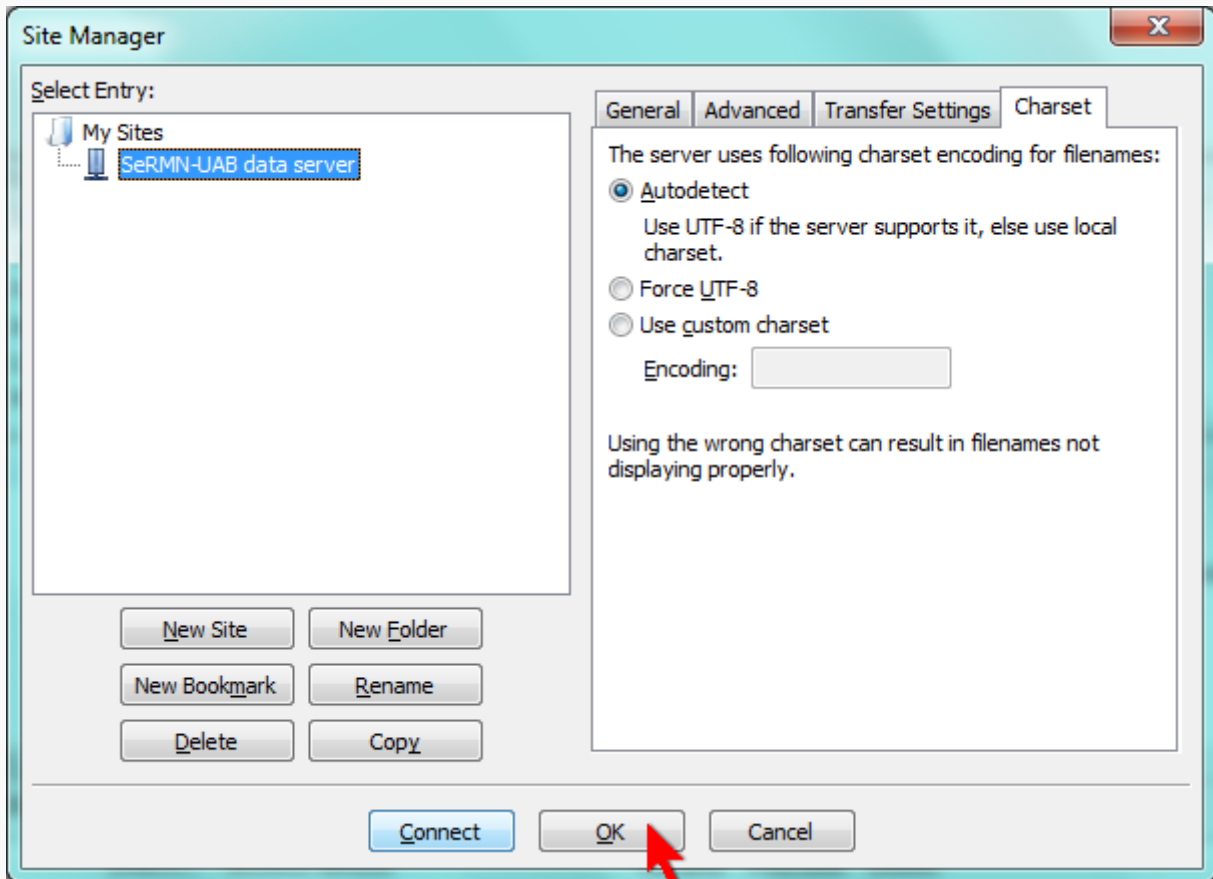 Site Manager
Select Entry:
My Sites
SeRMN-UAB data server
New Site
New Folder
New Bookmark
Rename
Delete
Copy
General
Advanced
Transfer Settings
Charset
The server uses following charset encoding for filenames:
Autodetect
Use UTF-8 if the server supports it, else use local
charset.
Force UTF-8
Use custom charset
Encoding:
Using the wrong charset can result in filenames not
displaying properly.
Connect
OK
Cancel